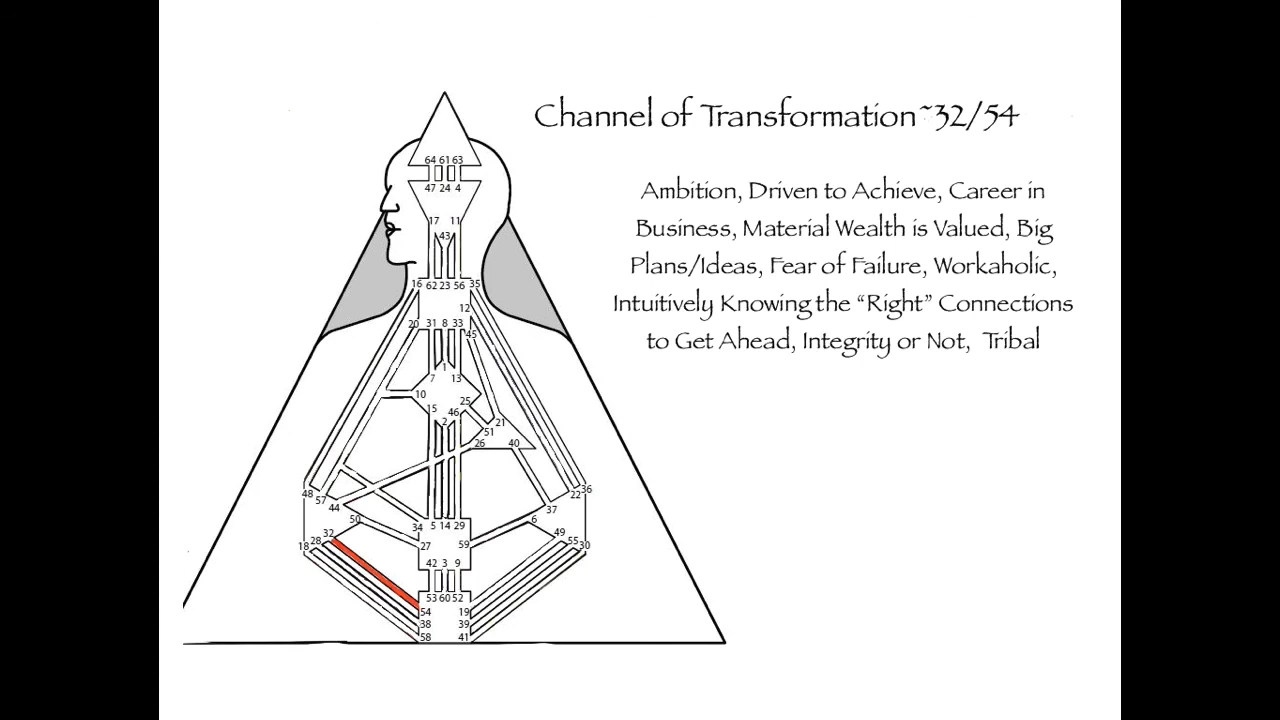 Channel of Transformation~32/54
Ambition, Driven to Achieve, Career in
Business, Material Wealth is Valued, Big
Plans/Ideas, Fear of Failure, Workaholic,
Intuitively Knowing the “Right” Connections
to Get Ahead, Integrity or Not, Tribal
64 61 63
47 24 4
17 11
43
16 62 23 56 35
12
20 31 8 33
45
1
7 13
10
25
15 46
2
21
51
26 40
48 36
57 22
44 37
50 6
34 5 14 29
32 49
28 55
18 27 59 30
42 3 9
53 60 52
54 19
38 39
58 41